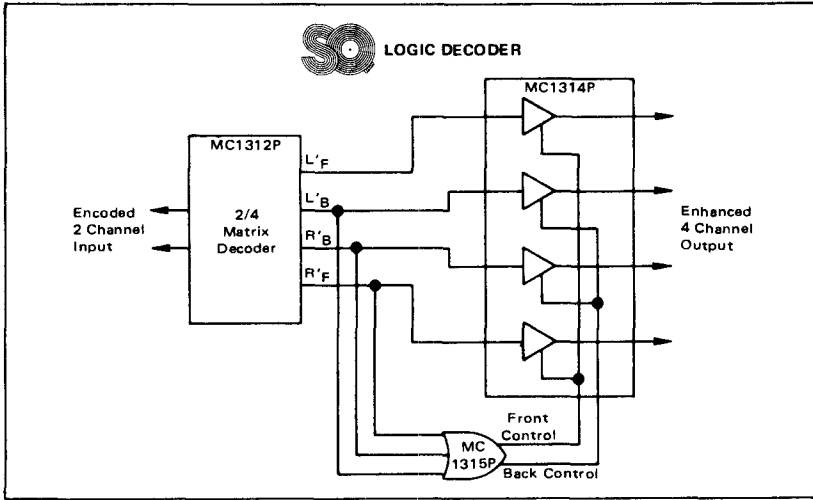 SQ LOGIC DECODER
MC1314P
MC1312P
L'F
L'B
R'B
R'F
2/4
Matrix
Decoder
Encoded
2 Channel
Input
Enhanced
4 Channel
Output
Front
Control
MC
1315P
Back Control